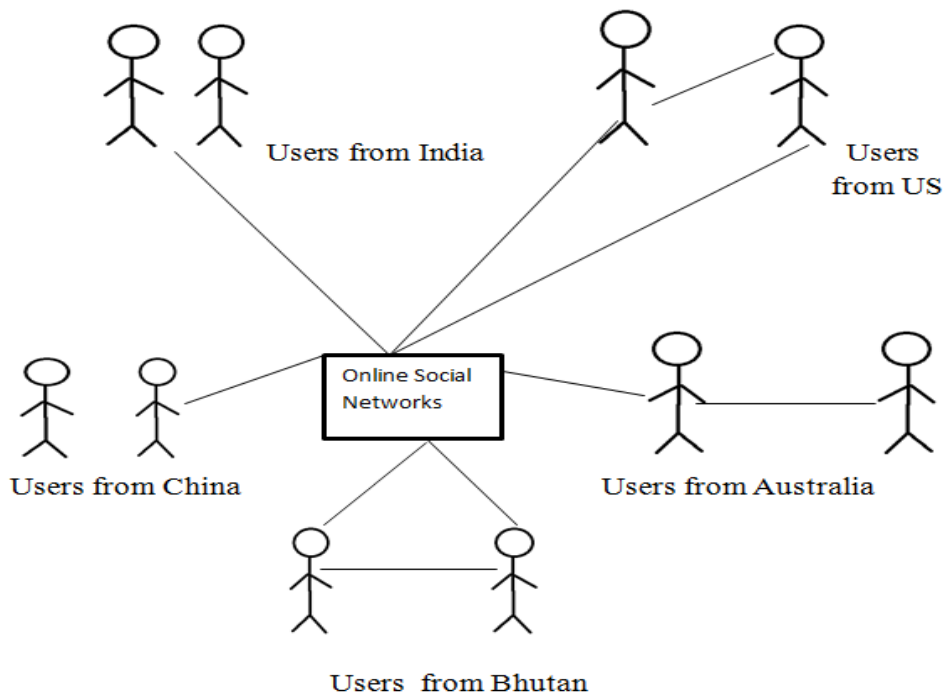 Users from India
Users
from US
Online Social
Networks
Users from China
Users from Australia
Users from Bhutan